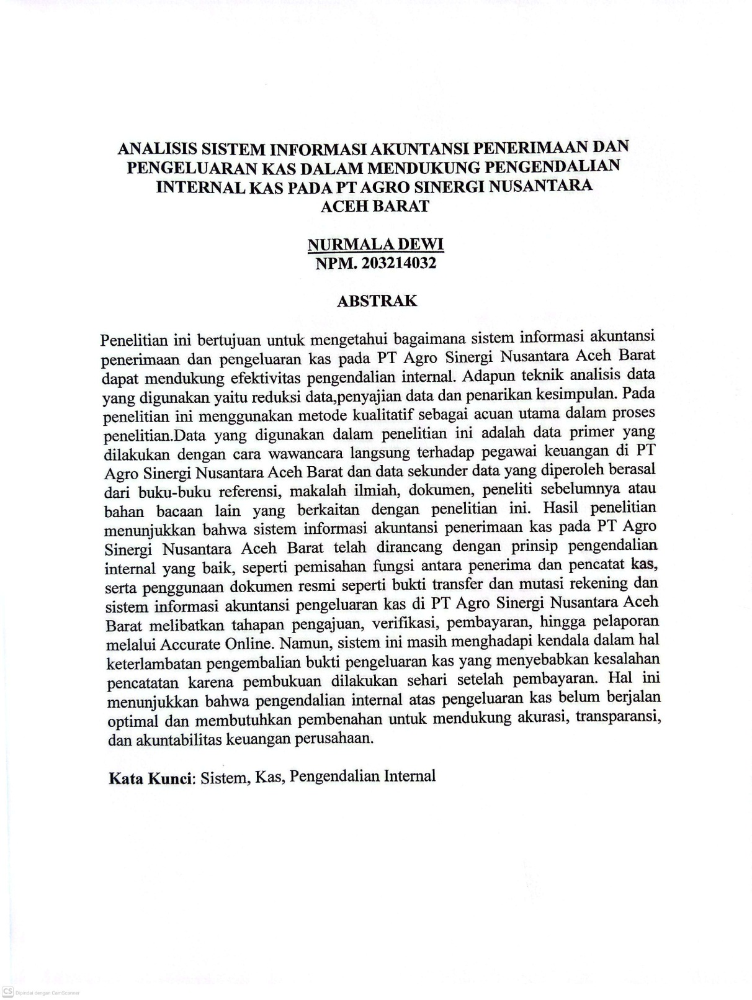 ANALISIS SISTEM INFORMASI AKUNTANSI PENERIMAAN DAN
PENGELUARAN KAS DALAM MENDUKUNG PENGENDALIAN
INTERNAL KAS PADA PT AGRO SINERGI NUSANTARA
ACEH BARAT
NURMALA DEWI
NPM. 203214032
ABSTRAK
Penelitian ini bertujuan untuk mengetahui bagaimana sistem informasi akuntansi
penerimaan dan pengeluaran kas pada PT Agro Sinergi Nusantara Aceh Barat
dapat mendukung efektivitas pengendalian internal. Adapun teknik analisis data
yang digunakan yaitu reduksi data,penyajian data dan penarikan kesimpulan. Pada
penelitian ini menggunakan metode kualitatif sebagai acuan utama dalam proses
penelitian.Data yang digunakan dalam penelitian ini adalah data primer yang
dilakukan dengan cara wawancara langsung terhadap pegawai keuangan di PT
Agro Sinergi Nusantara Aceh Barat dan data sekunder data yang diperoleh berasal
dari buku-buku referensi, makalah ilmiah, dokumen, peneliti sebelumnya atau
bahan bacaan lain yang berkaitan dengan penelitian ini. Hasil penelitian
menunjukkan bahwa sistem informasi akuntansi penerimaan kas pada PT Agro
Sinergi Nusantara Aceh Barat telah dirancang dengan prinsip pengendalian
internal yang baik, seperti pemisahan fungsi antara penerima dan pencatat kas,
serta penggunaan dokumen resmi seperti bukti transfer dan mutasi rekening dan
sistem informasi akuntansi pengeluaran kas di PT Agro Sinergi Nusantara Aceh
Barat melibatkan tahapan pengajuan, verifikasi, pembayaran, hingga pelaporan
melalui Accurate Online. Namun, sistem ini masih menghadapi kendala dalam hal
keterlambatan pengembalian bukti pengeluaran kas yang menyebabkan kesalahan
pencatatan karena pembukuan dilakukan sehari setelah pembayaran. Hal ini
menunjukkan bahwa pengendalian internal atas pengeluaran kas belum berjalan
optimal dan membutuhkan pembenahan untuk mendukung akurasi, transparansi,
dan akuntabilitas keuangan perusahaan.
Kata Kunci: Sistem, Kas, Pengendalian Internal
CS Dipindai dengan CamScanner